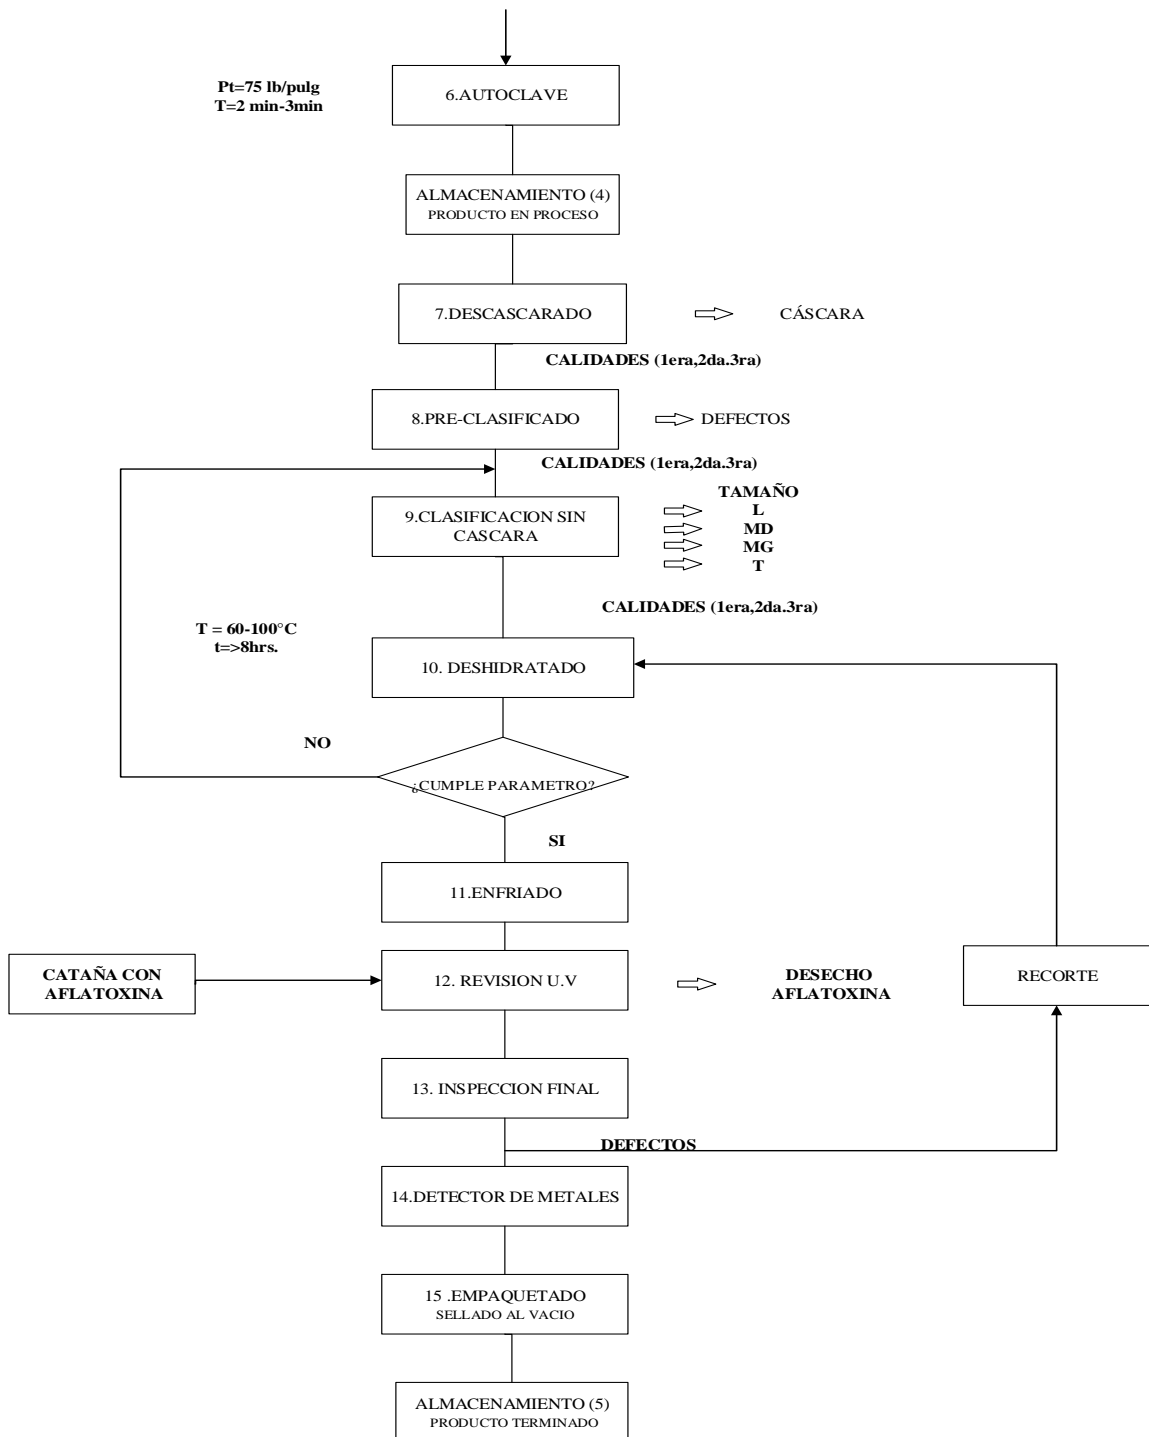 Pt=75 lb/pulg
T=2 min-3min
6.AUTOCLAVE
ALMACENAMIENTO (4)
PRODUCTO EN PROCESO
7.DESCASCARADO
CÁSCARA
CALIDADES (1era,2da.3ra)
8.PRE-CLASIFICADO
DEFECTOS
CALIDADES (1era,2da.3ra)
9.CLASIFICACION SIN
CASCARA
TAMAÑO
L
MD
MG
T
CALIDADES (1era,2da.3ra)
T = 60-100°C
t=>8hrs.
10. DESHIDRATADO
NO
¿CUMPLE PARAMETRO?
SI
11.ENFRIADO
CATAÑA CON
AFLATOXINA
12. REVISION U.V
DESECHO
AFLATOXINA
RECORTE
13. INSPECCION FINAL
DEFECTOS
14.DETECTOR DE METALES
15 .EMPAQUETADO
SELLADO AL VACIO
ALMACENAMIENTO (5)
PRODUCTO TERMINADO